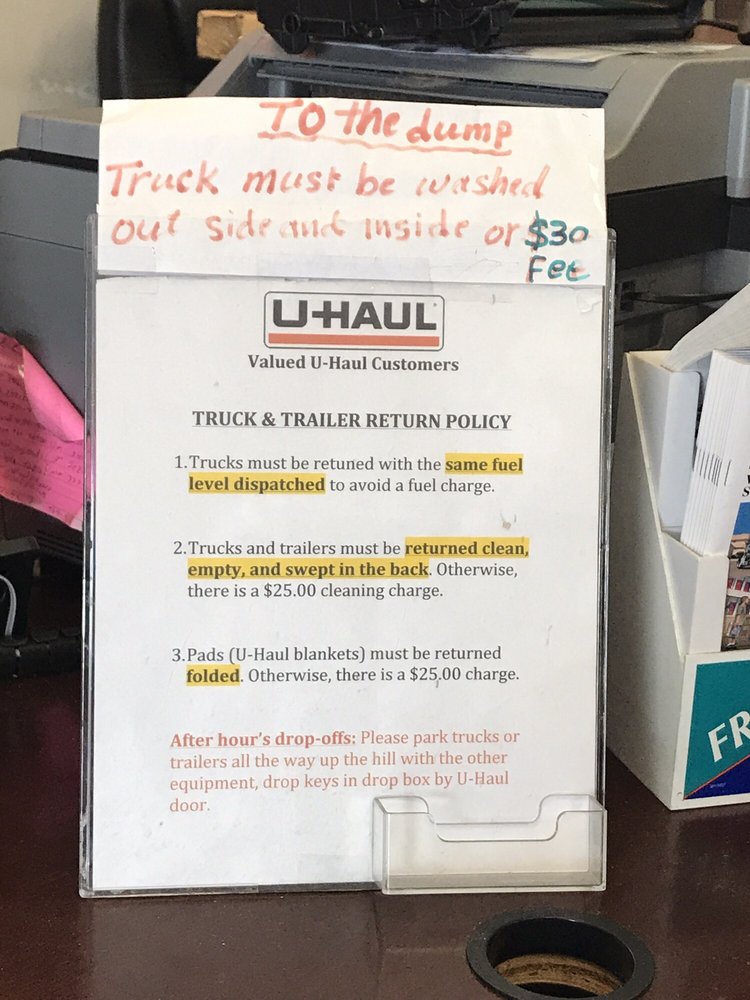 To the dump
Truck must be washed
out side and inside or $30
Fee
U-HAUL
Valued U-Haul Customers
TRUCK & TRAILER RETURN POLICY
1. Trucks must be retuned with the same fuel
level dispatched to avoid a fuel charge.
2. Trucks and trailers must be returned clean,
empty, and swept in the back. Otherwise,
there is a $25.00 cleaning charge.
3. Pads (U-Haul blankets) must be returned
folded. Otherwise, there is a $25.00 charge.
After hour's drop-offs: Please park trucks or
trailers all the way up the hill with the other
equipment, drop keys in drop box by U-Haul
door.
FR